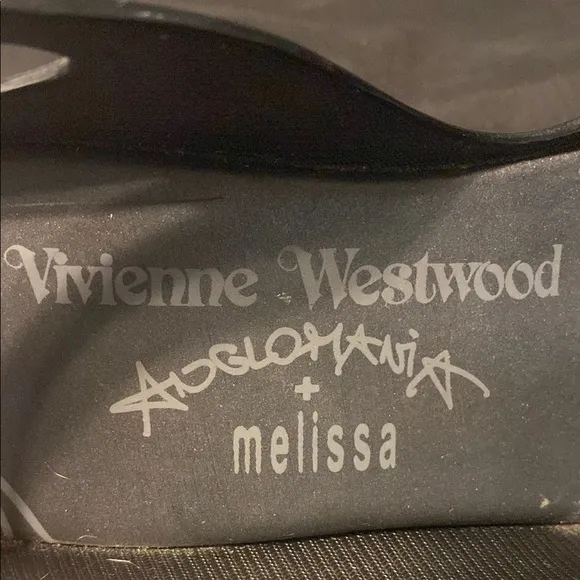 Vivienne Westwood
ANGLOMANiA
+
melissa